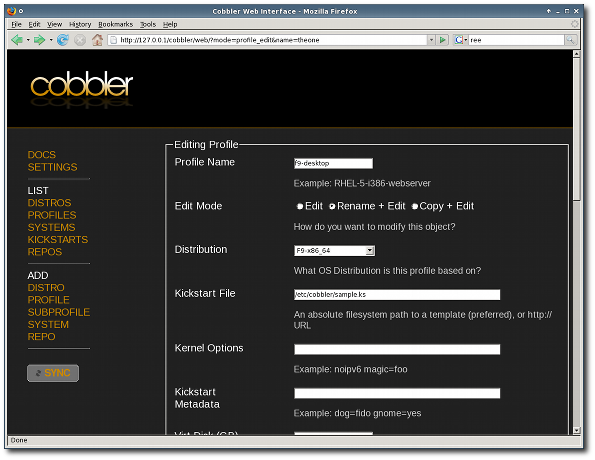 Cobbler Web Interface - Mozilla Firefox
File Edit View History Bookmarks Tools Help
http://127.0.0.1/cobbler/web/?mode=profile_edit&name=theone
ree
cobbler
DOCS
SETTINGS
LIST
DISTROS
PROFILES
SYSTEMS
KICKSTARTS
REPOS
ADD
DISTRO
PROFILE
SUBPROFILE
SYSTEM
REPO
SYNC
Editing Profile
Profile Name f9-desktop
Example: RHEL-5-i386-webserver
Edit Mode Edit Rename + Edit Copy + Edit
How do you want to modify this object?
Distribution F9-x86_64
What OS Distribution is this profile based on?
Kickstart File /etc/cobbler/sample.ks
An absolute filesystem path to a template (preferred), or http://
URL
Kernel Options
Example: noipv6 magic=foo
Kickstart
Metadata
Example: dog=fido gnome=yes
Virt Disk (GB)
Done